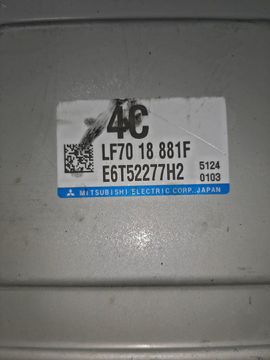 4C
LF70 18 881F
E6T52277H2
5124
0103
MITSUBISHI ELECTRIC CORP., JAPAN